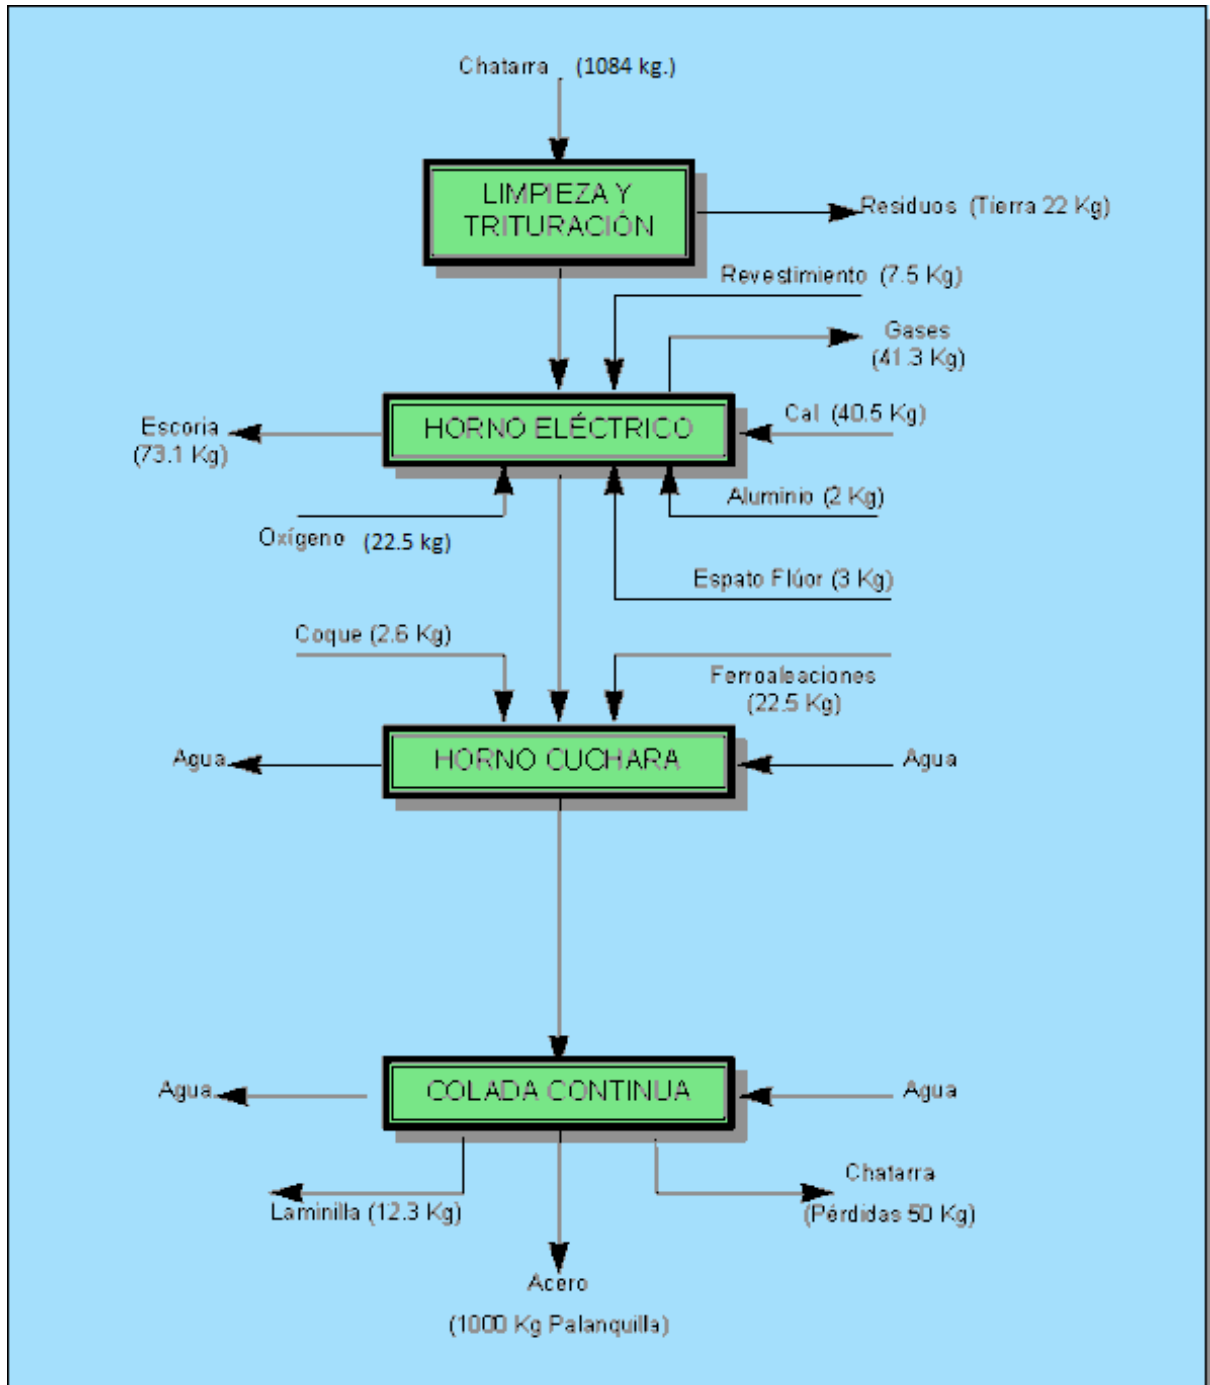 Chatarra (1084 kg.)
LIMPIEZA Y
TRITURACIÓN
Residuos (Tierra 22 Kg)
Revestimiento (7.5 Kg)
Gases
(41.3 Kg)
HORNO ELÉCTRICO
Cal (40.5 Kg)
Escoria
(73.1 Kg)
Aluminio (2 Kg)
Oxígeno (22.5 kg)
Espato Flúor (3 Kg)
Coque (2.6 Kg)
Ferroaleaciones
(22.5 Kg)
Agua
HORNO CUCHARA
Agua
Agua
COLADA CONTINUA
Agua
Chatarra
(Pérdidas 50 Kg)
Laminilla (12.3 Kg)
Acero
(1000 Kg Palanquilla)